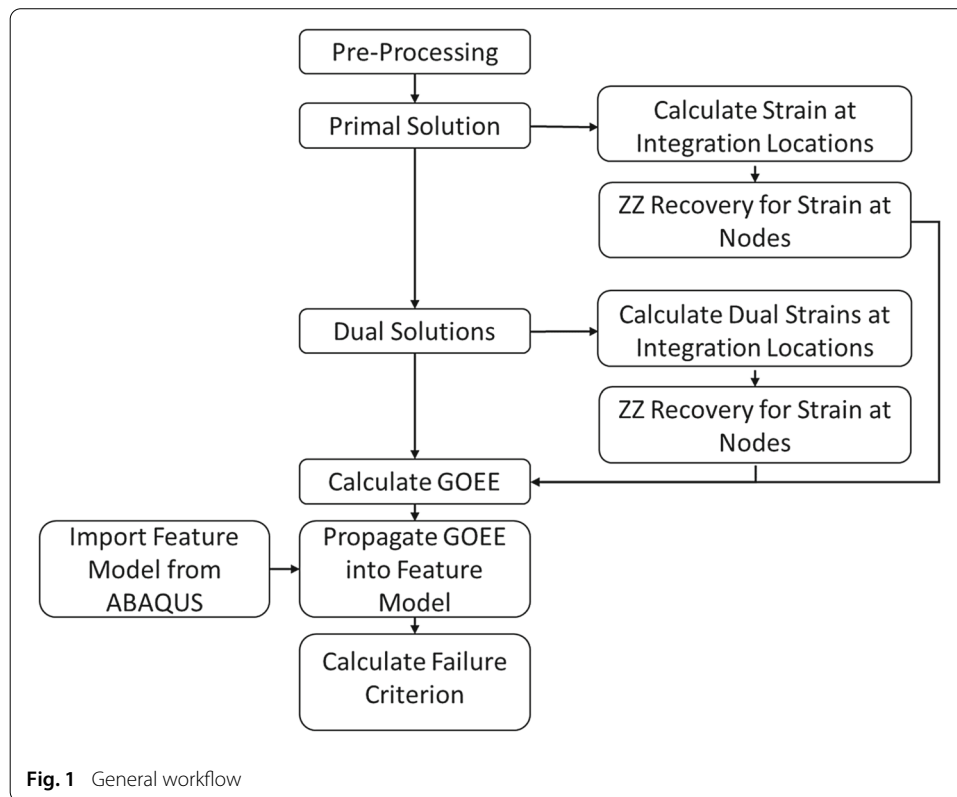 Pre-Processing
Primal Solution
Calculate Strain at
Integration Locations
ZZ Recovery for Strain at
Nodes
Dual Solutions
Calculate Dual Strains at
Integration Locations
ZZ Recovery for Strain at
Nodes
Calculate GOEE
Import Feature
Model from
ABAQUS
Propagate GOEE
into Feature
Model
Calculate Failure
Criterion
Fig. 1 General workflow